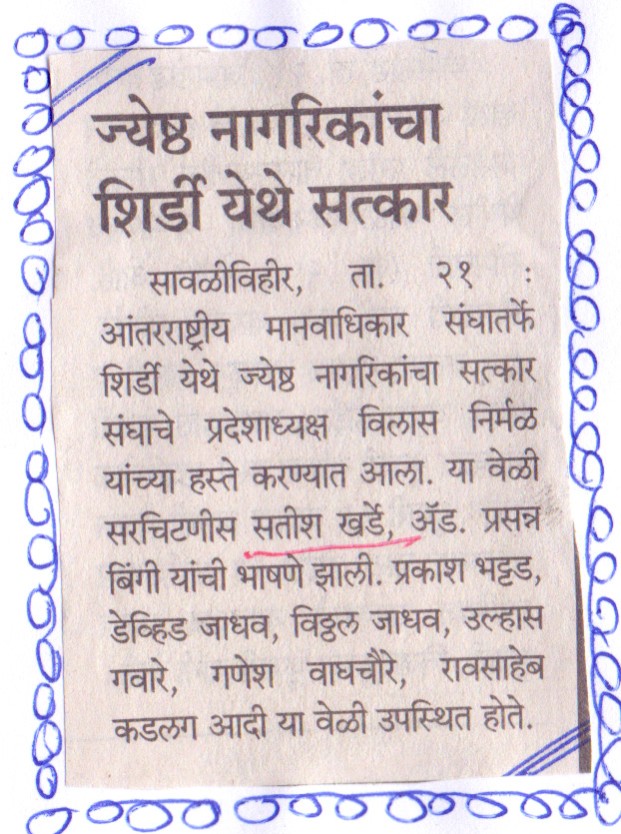 ज्येष्ठ नागरिकांचा
शिर्डी येथे सत्कार
सावळीविहीर, ता. २१ :
आंतरराष्ट्रीय मानवाधिकार संघातर्फे
शिर्डी येथे ज्येष्ठ नागरिकांचा सत्कार
संघाचे प्रदेशाध्यक्ष विलास निर्मळ
यांच्या हस्ते करण्यात आला. या वेळी
सरचिटणीस सतीश खर्डे, अ‍ॅड. प्रसन्न
बिंगी यांची भाषणे झाली. प्रकाश भट्टड,
डेव्हिड जाधव, विठ्ठल जाधव, उल्हास
गवारे, गणेश वाघचौरे, रावसाहेब
कडलग आदी या वेळी उपस्थित होते.